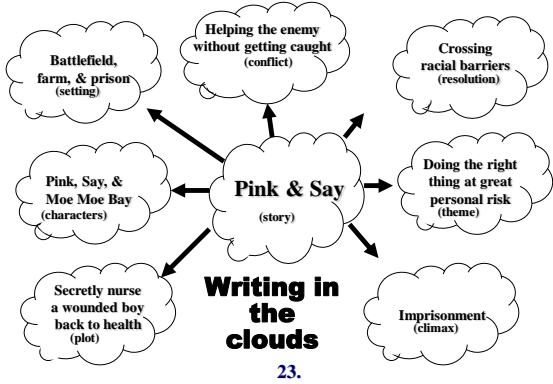 Helping the enemy
without getting caught
(conflict)
Battlefield,
farm, & prison
(setting)
Crossing
racial barriers
(resolution)
Pink, Say, &
Moe Moe Bay
(characters)
Pink & Say
(story)
Doing the right
thing at great
personal risk
(theme)
Secretly nurse
a wounded boy
back to health
(plot)
Writing in
the
clouds
Imprisonment
(climax)
23.